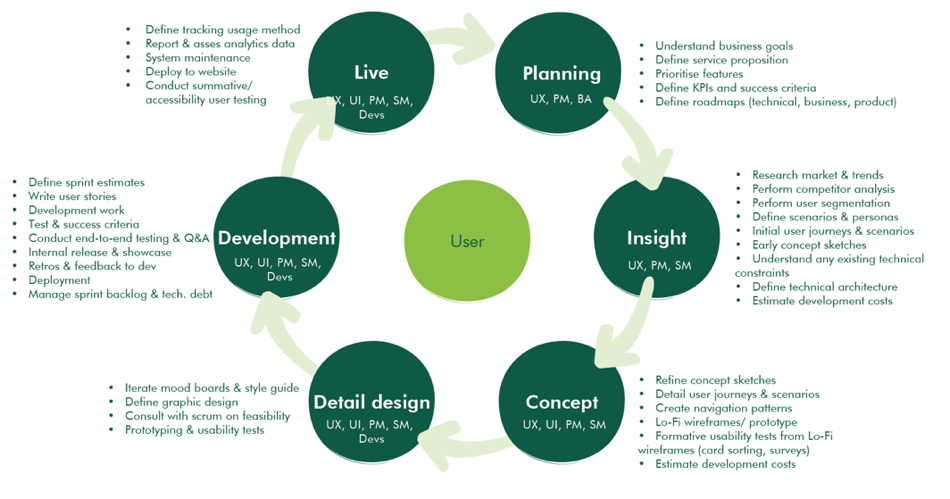 • Define tracking usage method
• Report & asses analytics data
• System maintenance
• Deploy to website
• Conduct summative/
accessibility user testing
Live
UX, UI, PM, SM,
Devs
Planning
UX, PM, BA
• Understand business goals
• Define service proposition
• Prioritise features
• Define KPIs and success criteria
• Define roadmaps (technical, business, product)
• Define sprint estimates
• Write user stories
• Development work
• Test & success criteria
• Conduct end-to-end testing & Q&A
• Internal release & showcase
• Retros & feedback to dev
• Deployment
• Manage sprint backlog & tech. debt
Development
UX, UI, PM, SM,
Devs
User
Insight
UX, PM, SM
• Research market & trends
• Perform competitor analysis
• Perform user segmentation
• Define scenarios & personas
• Initial user journeys & scenarios
• Early concept sketches
• Understand any existing technical
constraints
• Define technical architecture
• Estimate development costs
• Iterate mood boards & style guide
• Define graphic design
• Consult with scrum on feasibility
• Prototyping & usability tests
Detail design
UX, UI, PM, SM,
Devs
Concept
UX, UI, PM, SM
• Refine concept sketches
• Detail user journeys & scenarios
• Create navigation patterns
• Lo-Fi wireframes/ prototype
• Formative usability tests from Lo-Fi
wireframes (card sorting, surveys)
• Estimate development costs